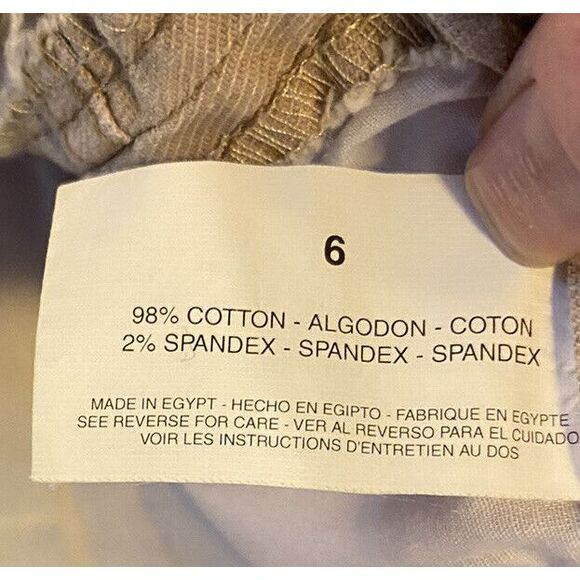 6
98% COTTON - ALGODON - COTON
2% SPANDEX - SPANDEX - SPANDEX
MADE IN EGYPT - HECHO EN EGIPTO - FABRIQUE EN EGYPTE
SEE REVERSE FOR CARE - VER AL REVERSO PARA EL CUIDADO
VOIR LES INSTRUCTIONS D'ENTRETIEN AU DOS